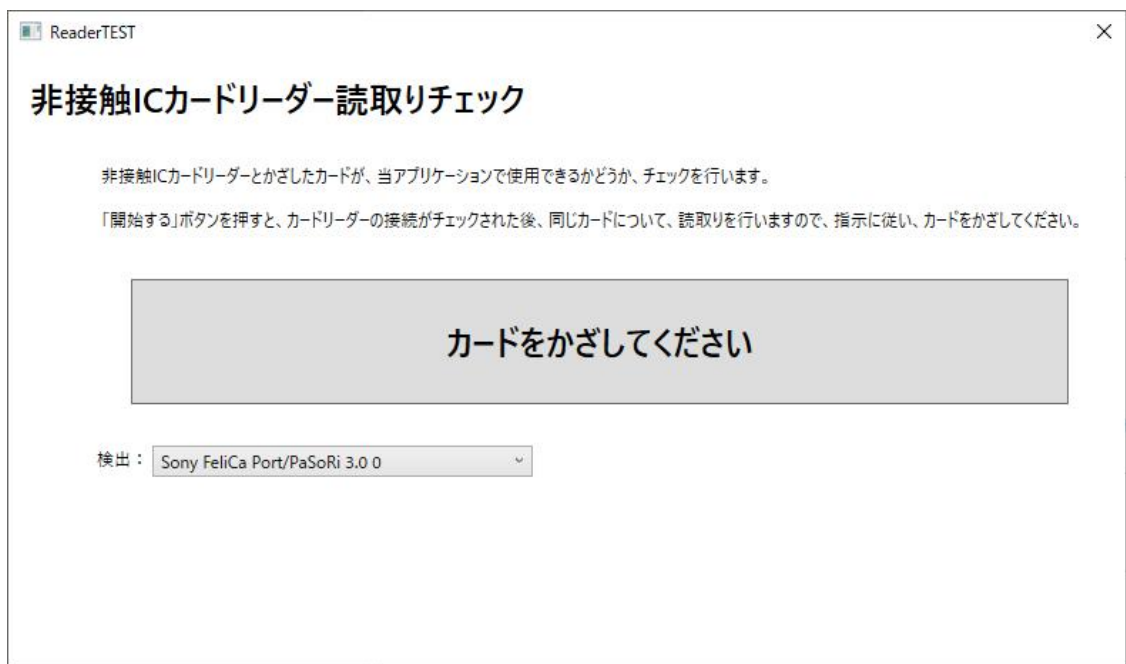 ReaderTEST
非接触ICカードリーダー読取りチェック
非接触ICカードリーダーとかざしたカードが、当アプリケーションで使用できるかどうか、チェックを行います。
「開始する」ボタンを押すと、カードリーダーの接続がチェックされた後、同じカードについて、読取りを行いますので、指示に従い、カードをかざしてください。
カードをかざしてください
検出： Sony FeliCa Port/PaSoRi 3.0 0